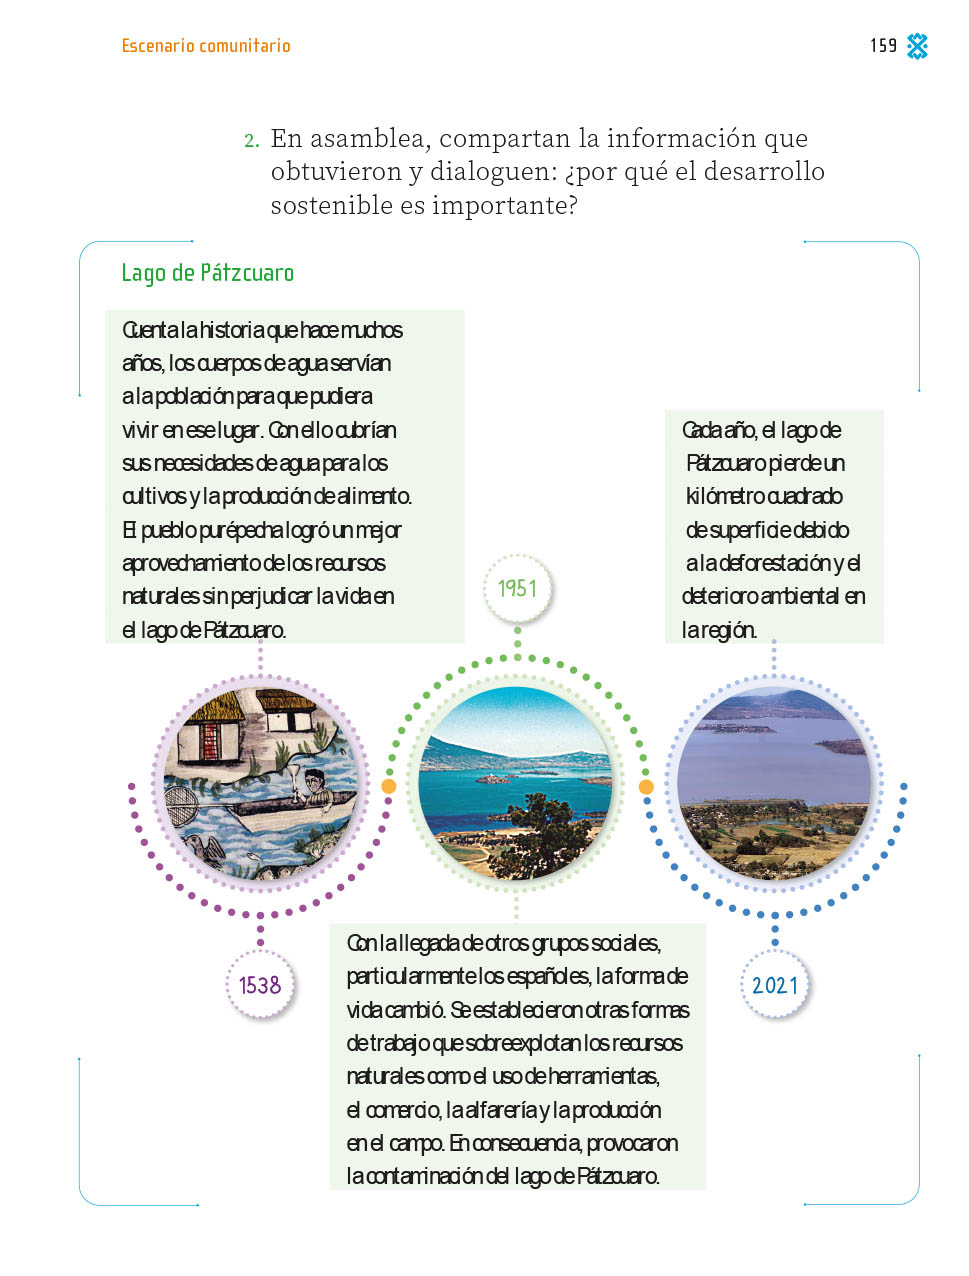 Escenario comunitario
159
2. En asamblea, compartan la información que
obtuvieron y dialoguen: ¿por qué el desarrollo
sostenible es importante?
Lago de Pátzcuaro
Cuenta la historia que hace muchos
años, los cuerpos de agua servían
a la población para que pudiera
vivir en ese lugar. Con ello cubrían
sus necesidades de agua para los
cultivos y la producción de alimento.
El pueblo purépecha logró un mejor
aprovechamiento de los recursos
naturales sin perjudicar la vida en
el lago de Pátzcuaro.
1538
1951
Con la llegada de otros grupos sociales,
particularmente los españoles, la forma de
vida cambió. Se establecieron otras formas
de trabajo que sobreexplotan los recursos
naturales como el uso de herramientas,
el comercio, la alfarería y la producción
en el campo. En consecuencia, provocaron
la contaminación del lago de Pátzcuaro.
Cada año, el lago de
Pátzcuaro pierde un
kilómetro cuadrado
de superficie debido
a la deforestación y el
deterioro ambiental en
la región.
2021